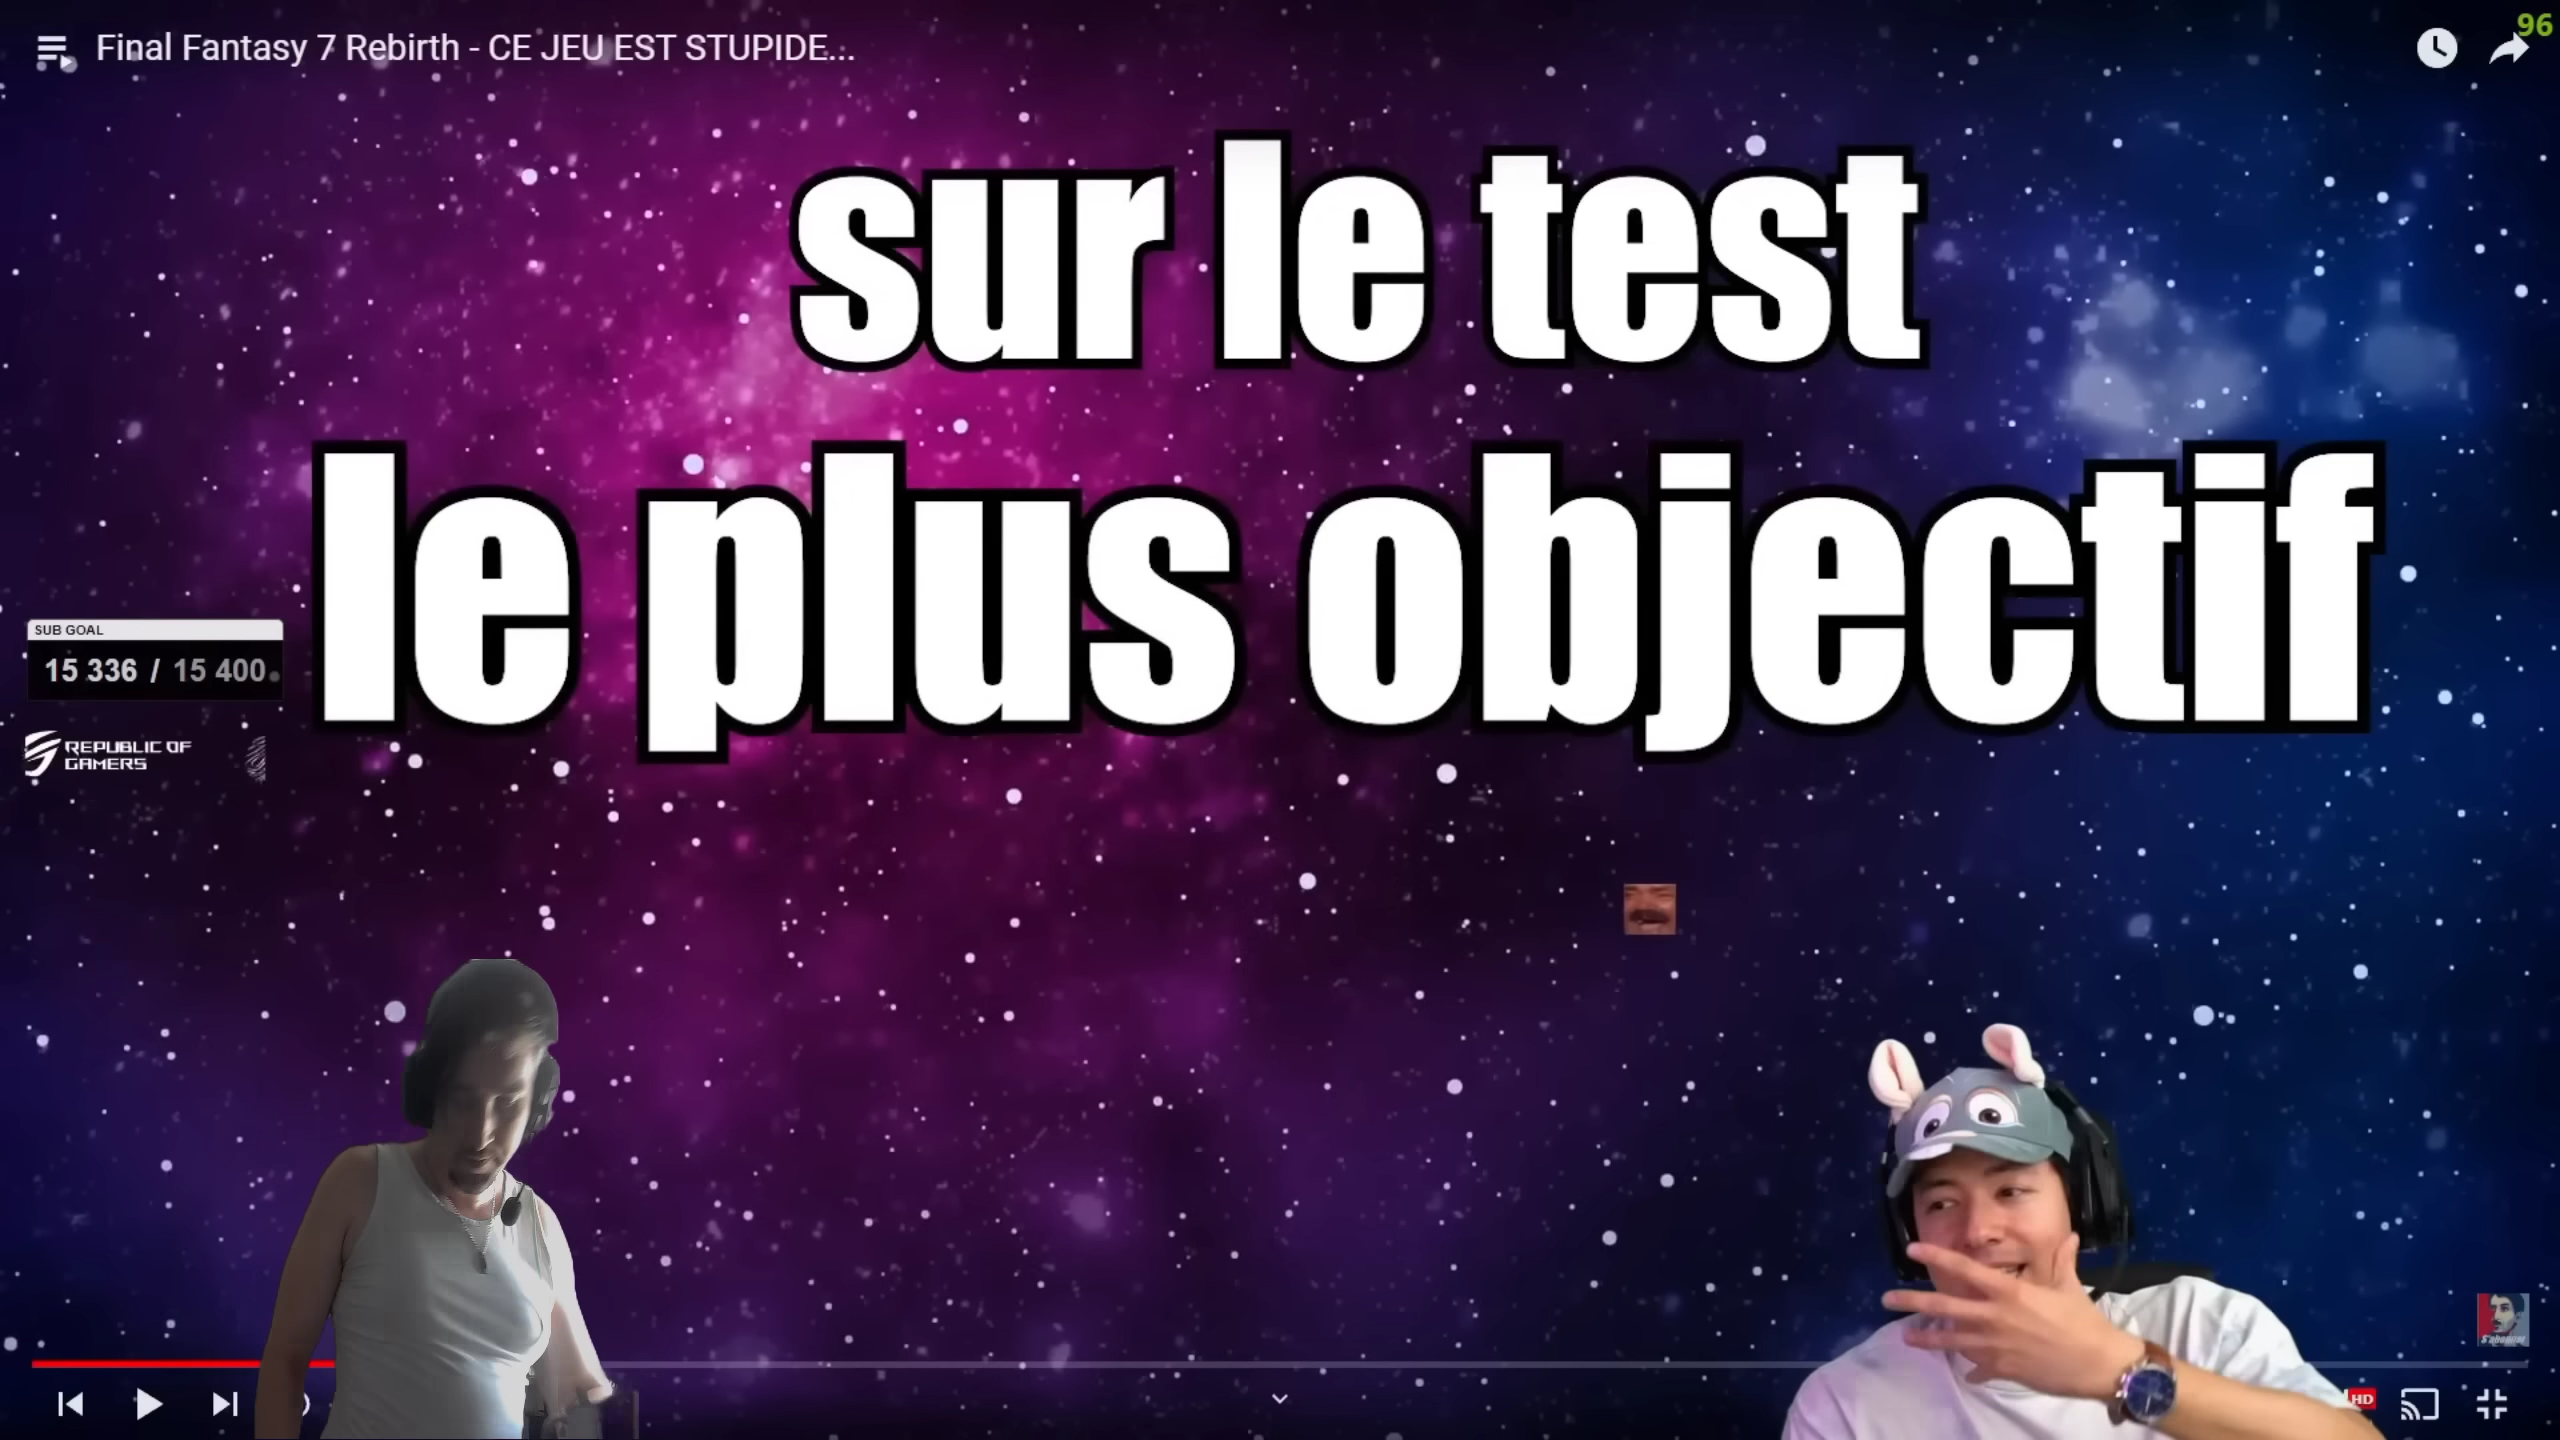 Final Fantasy 7 Rebirth - CE JEU EST STUPIDE...
96
sur le test
le plus objectif
SUB GOAL
15 336 / 15 400
REPUBLIC OF
GAMERS
S'abonner
HD